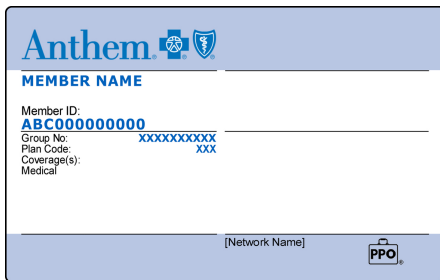 Anthem.
MEMBER NAME
Member ID:
ABC000000000
Group No: XXXXXXXXXX
Plan Code: XXX
Coverage(s):
Medical
[Network Name]
PPO®